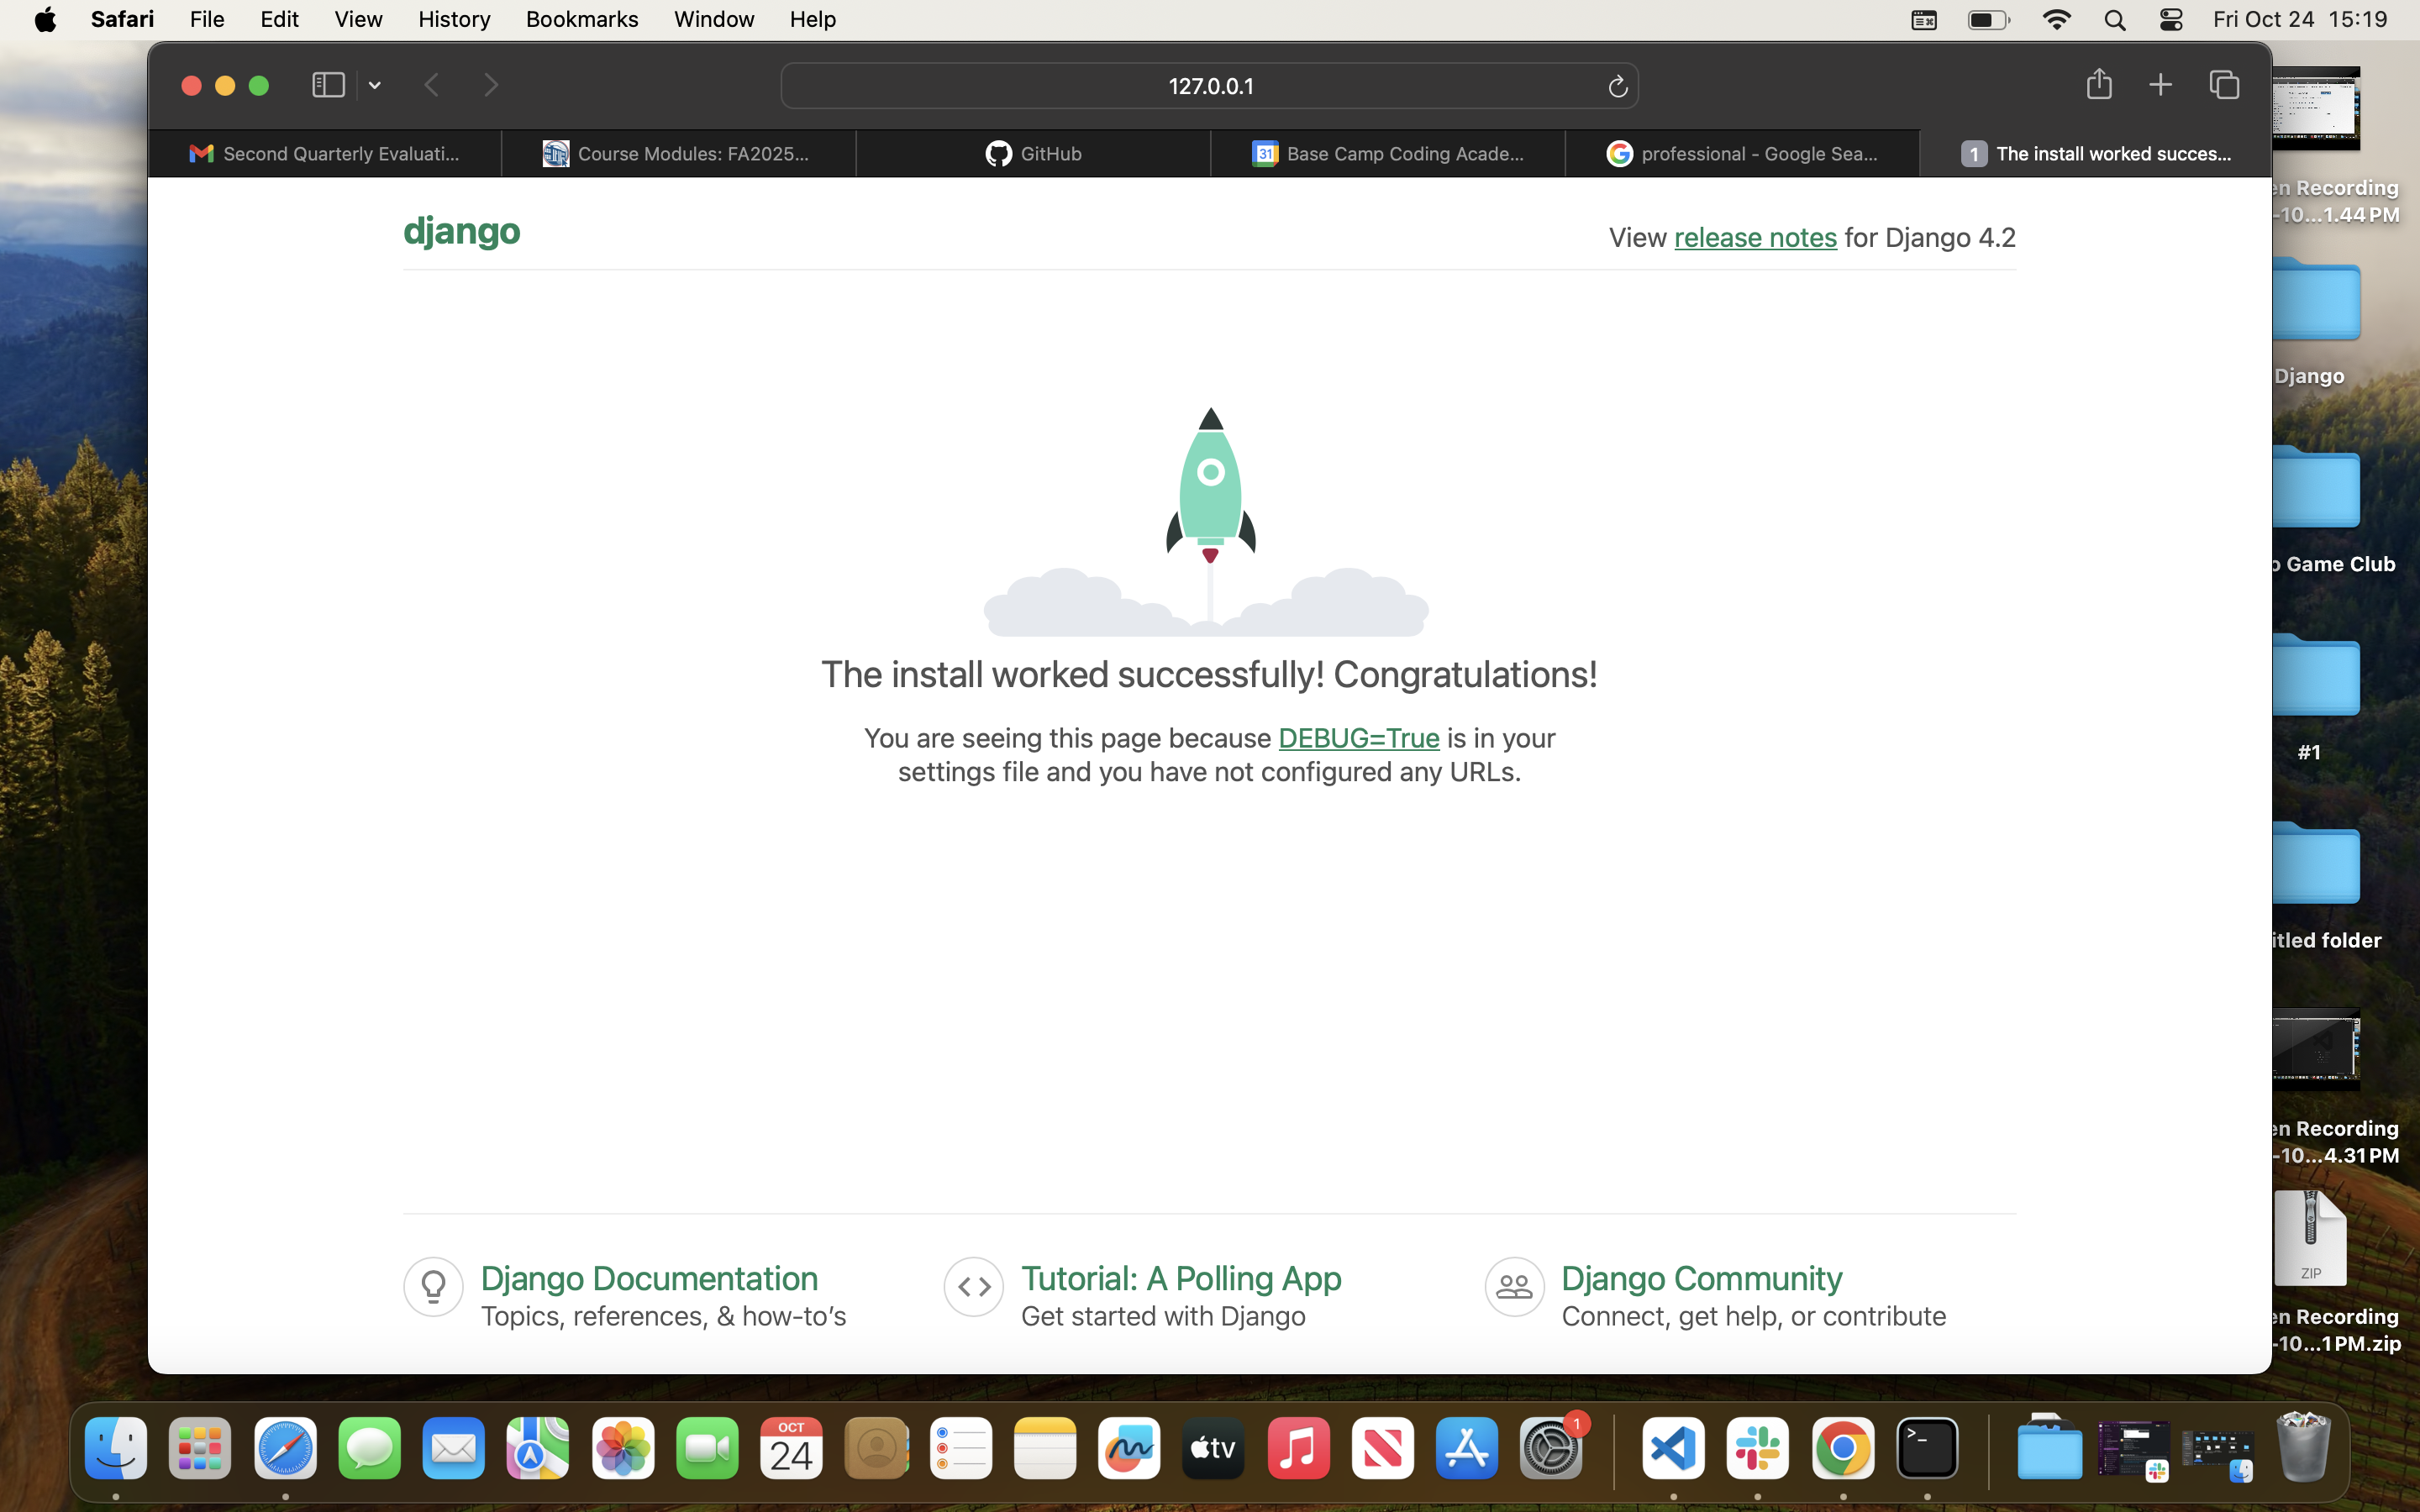 Safari File Edit View History Bookmarks Window Help Fri Oct 24 15:19
127.0.0.1
Second Quarterly Evaluati... Course Modules: FA2025... GitHub 31 Base Camp Coding Acade... professional - Google Sea... 1 The install worked succes...
django
View release notes for Django 4.2
The install worked successfully! Congratulations!
You are seeing this page because DEBUG=True is in your
settings file and you have not configured any URLs.
Django Documentation
Topics, references, & how-to's
Tutorial: A Polling App
Get started with Django
Django Community
Connect, get help, or contribute
en Recording
-10...1.44 PM
Django
o Game Club
#1
itled folder
en Recording
-10...4.31 PM
ZIP
en Recording
-10...1 PM.zip
OCT
24
tv
1
>_